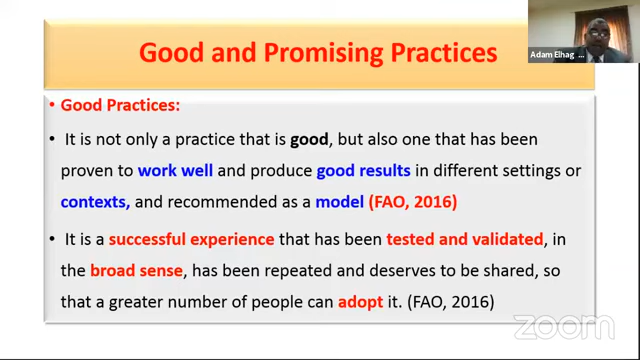 Adam Elhag ...
Good and Promising Practices
• Good Practices:
• It is not only a practice that is good, but also one that has been
proven to work well and produce good results in different settings or
contexts, and recommended as a model (FAO, 2016)
• It is a successful experience that has been tested and validated, in
the broad sense, has been repeated and deserves to be shared, so
that a greater number of people can adopt it. (FAO, 2016)
zoom